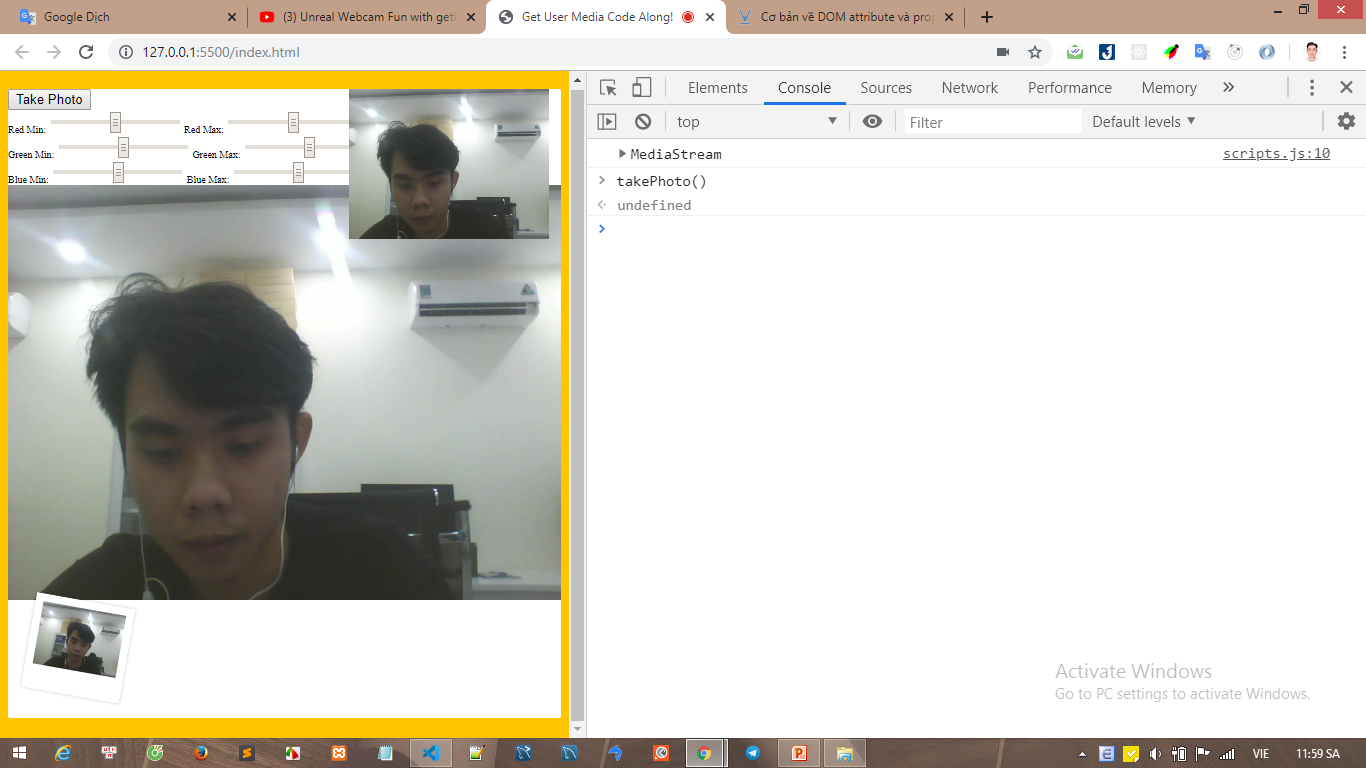 Google Dịch
(3) Unreal Webcam Fun with get
Get User Media Code Along!
Cơ bản về DOM attribute và prop
127.0.0.1:5500/index.html
Take Photo
Red Min:
Red Max:
Green Min:
Green Max:
Blue Min:
Blue Max:
Elements
Console
Sources
Network
Performance
Memory
top
Filter
Default levels
MediaStream
scripts.js:10
takePhoto()
undefined
Activate Windows
Go to PC settings to activate Windows.
VIE
11:59 SA